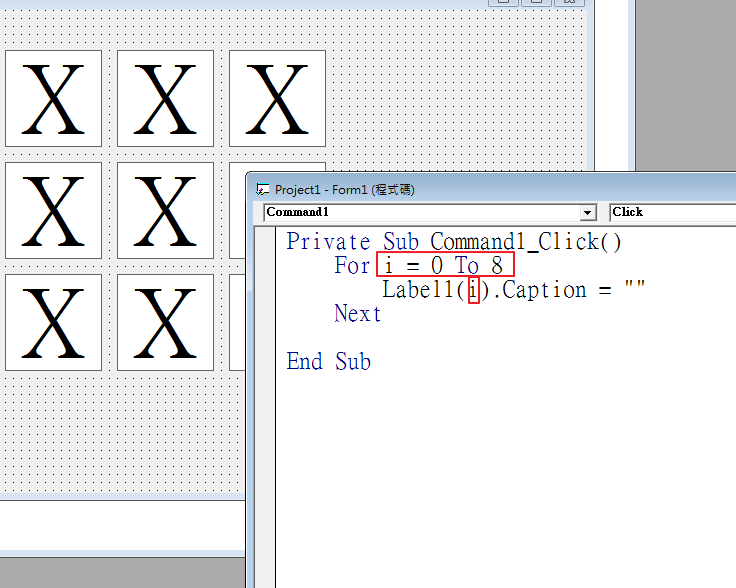 X X X
X X
X X
Project1 - Form1 (程式碼)
Command1 Click
Private Sub Command1_Click()
For i = 0 To 8
Label1(i).Caption = ""
Next
End Sub